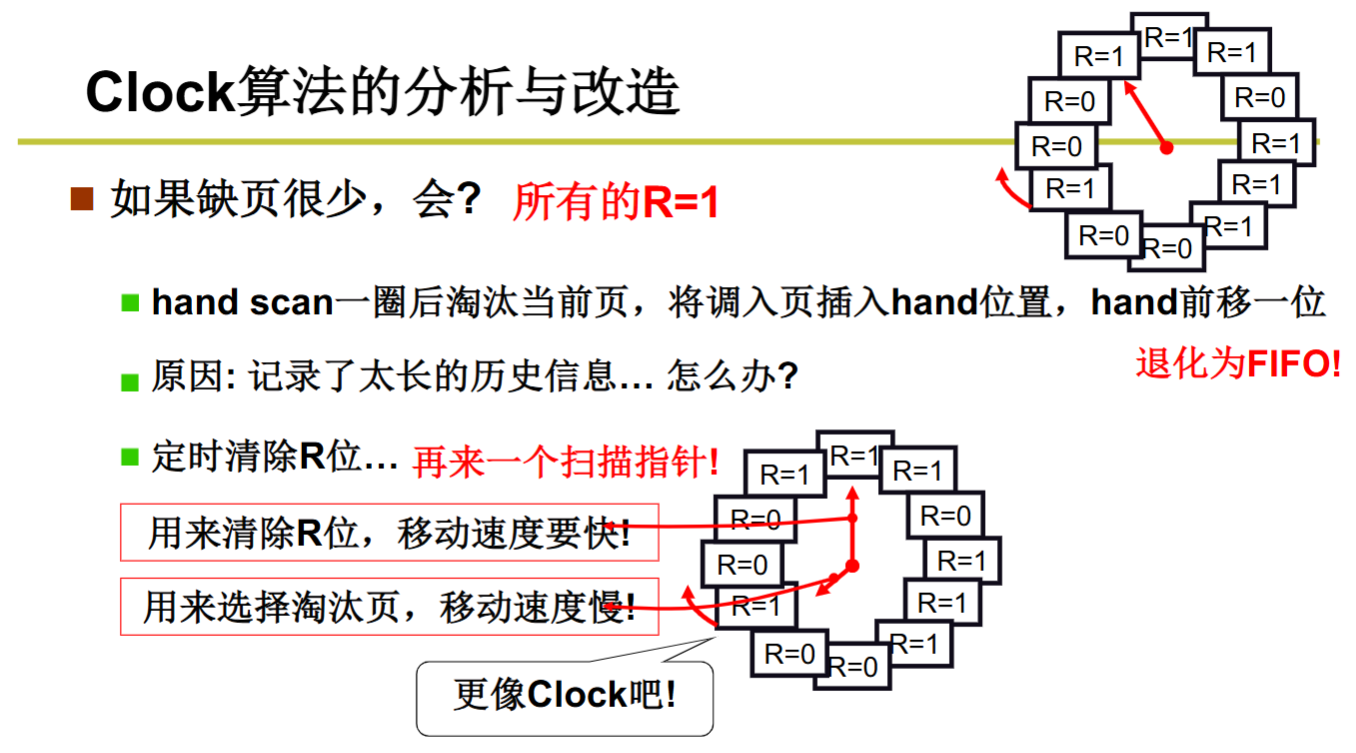 Clock算法的分析与改造
R=1
R=1
R=1
R=0
R=0
R=0
R=1
R=1
R=1
R=0
R=0
R=1
如果缺页很少，会? 所有的R=1
hand scan一圈后淘汰当前页，将调入页插入hand位置，hand前移一位
退化为FIFO!
原因: 记录了太长的历史信息… 怎么办?
定时清除R位… 再来一个扫描指针!
用来清除R位，移动速度要快!
用来选择淘汰页，移动速度慢!
R=1
R=1
R=1
R=0
R=0
R=0
R=1
R=1
R=1
R=0
R=0
R=1
更像Clock吧!